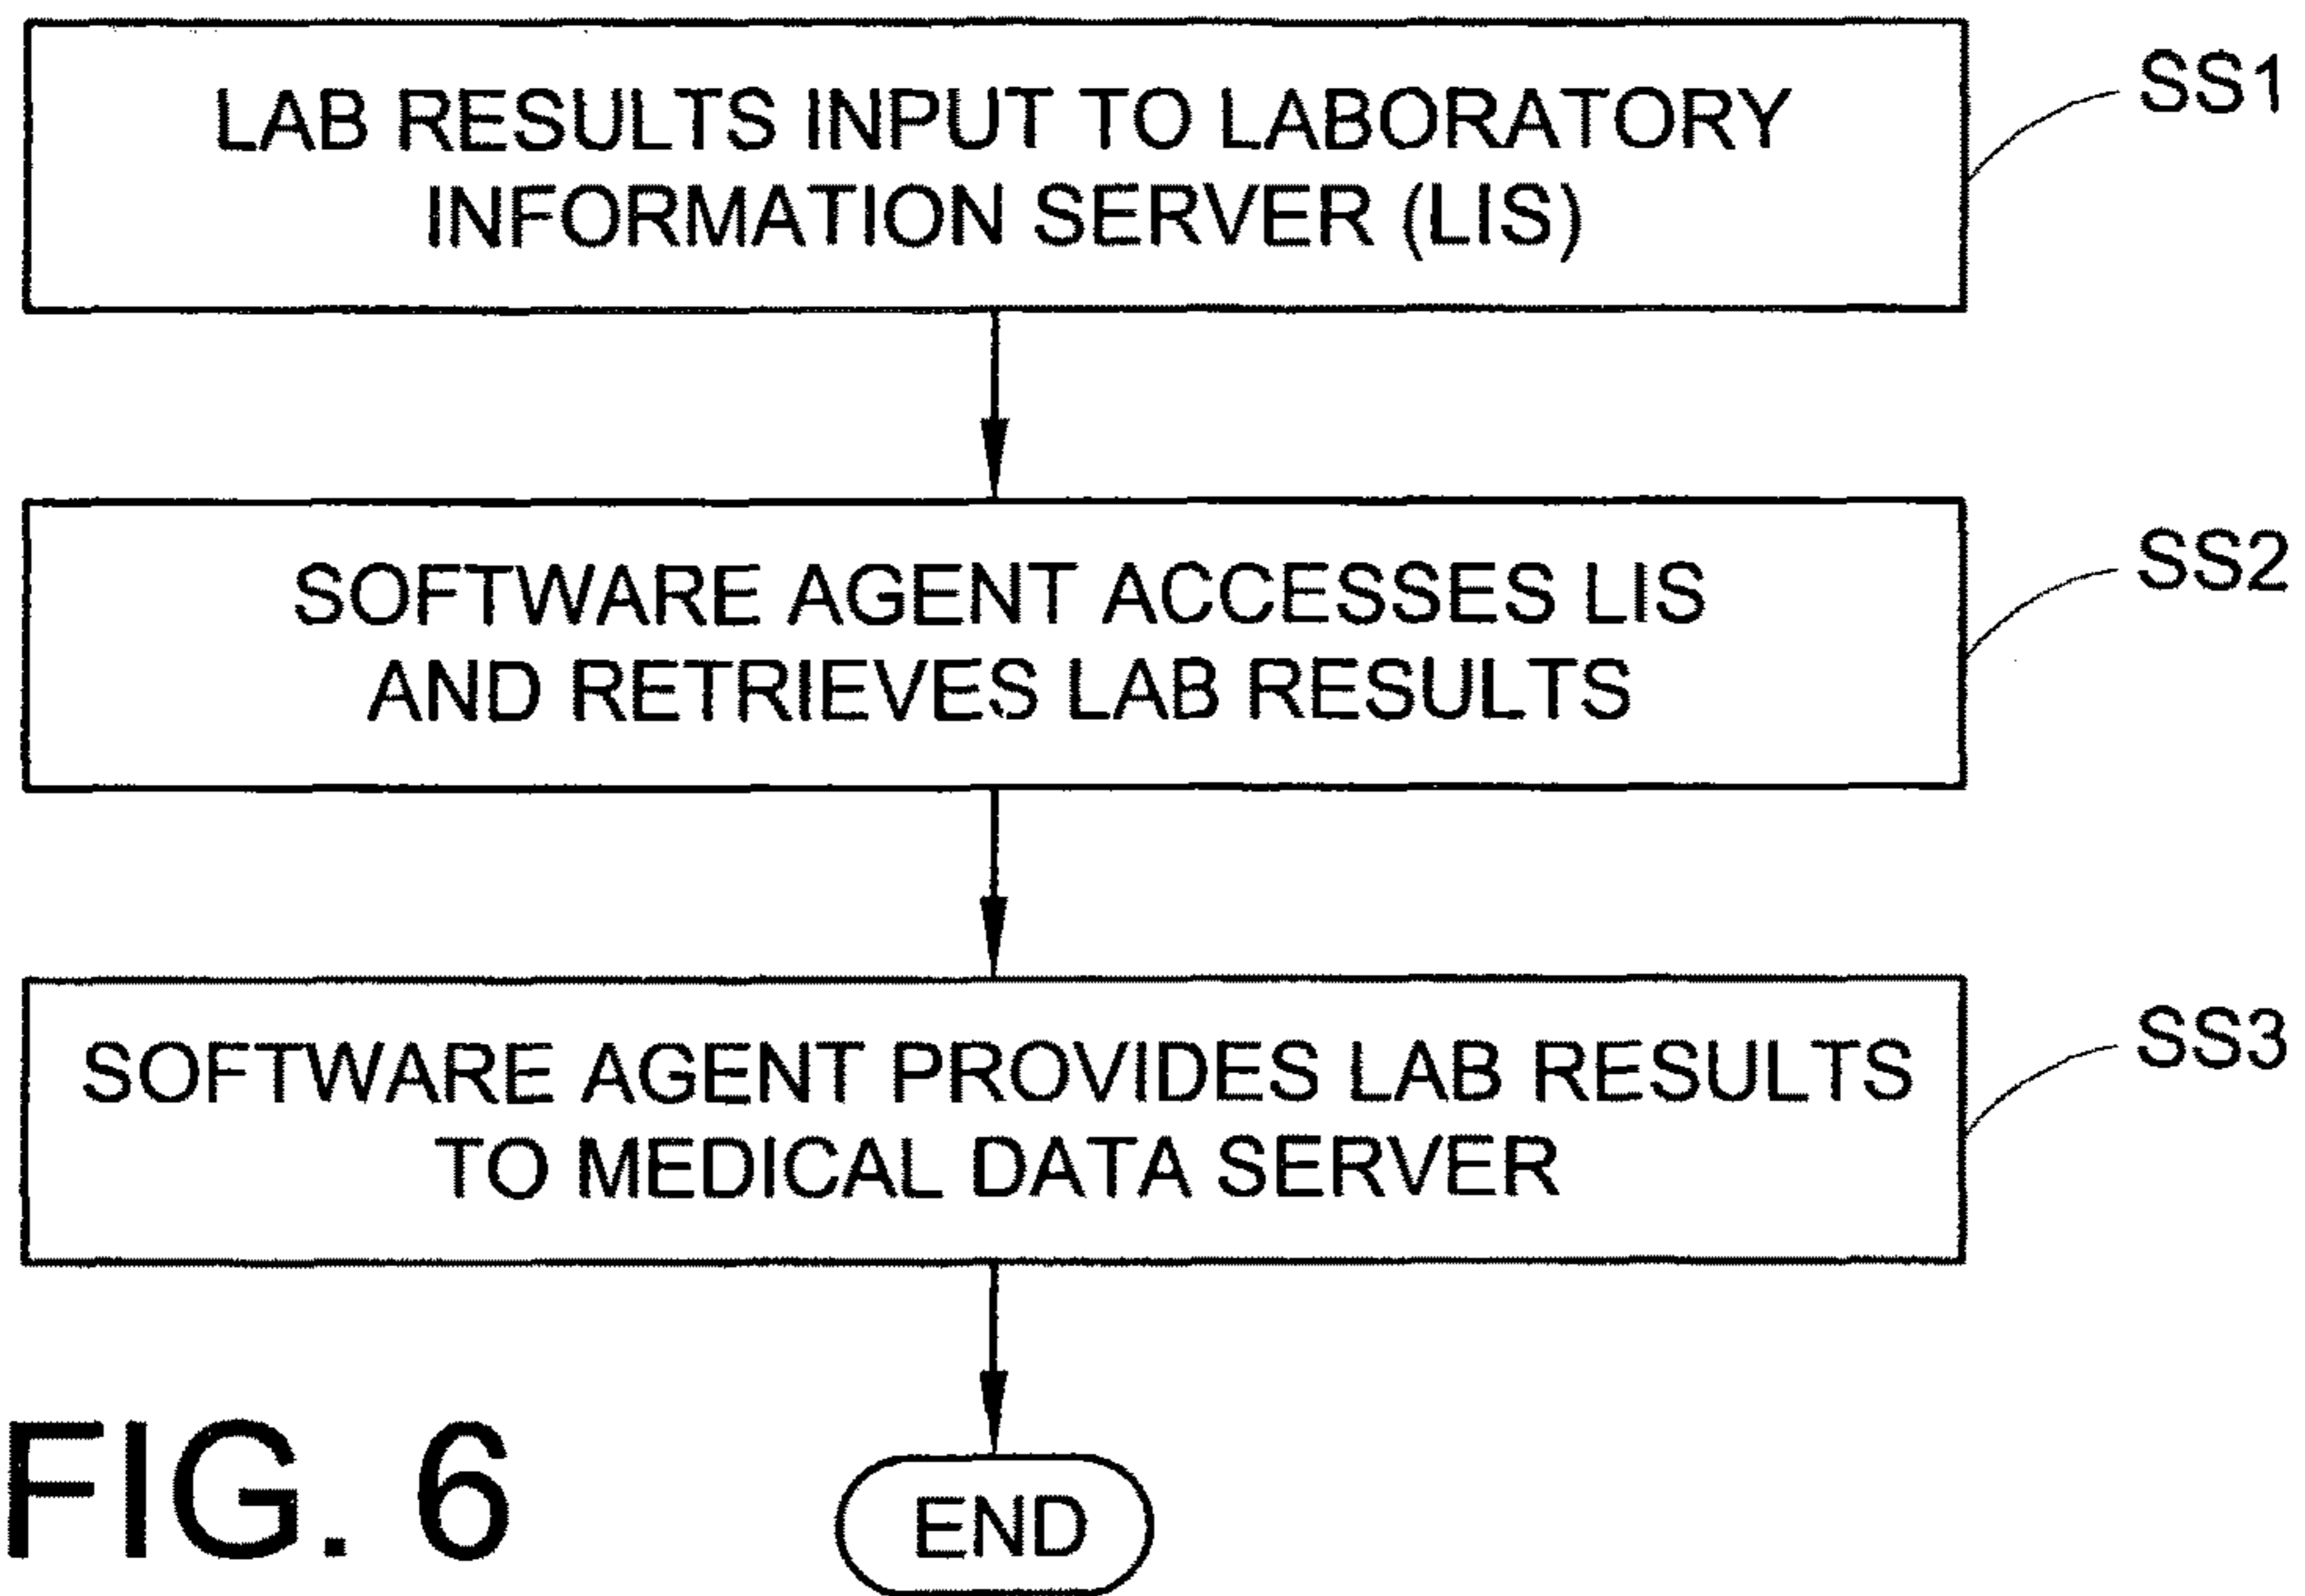 LAB RESULTS INPUT TO LABORATORY
INFORMATION SERVER (LIS)
SS1
SOFTWARE AGENT ACCESSES LIS
AND RETRIEVES LAB RESULTS
SS2
SOFTWARE AGENT PROVIDES LAB RESULTS
TO MEDICAL DATA SERVER
SS3
END
FIG. 6